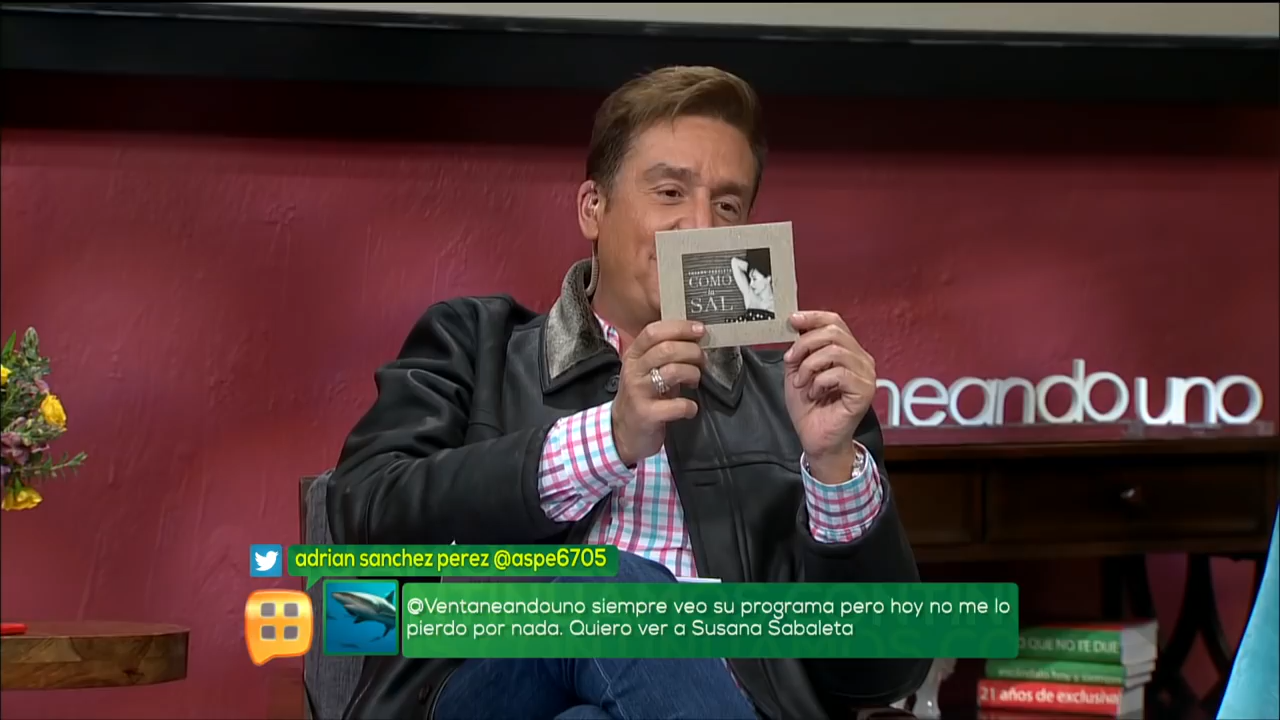 COMO
la
SAL
neandouno
adrian sanchez perez @aspe6705
@Ventaneandouno siempre veo su programa pero hoy no me lo
pierdo por nada. Quiero ver a Susana Sabaleta
O QUE NO TE DIJE
21 años de exclusiva